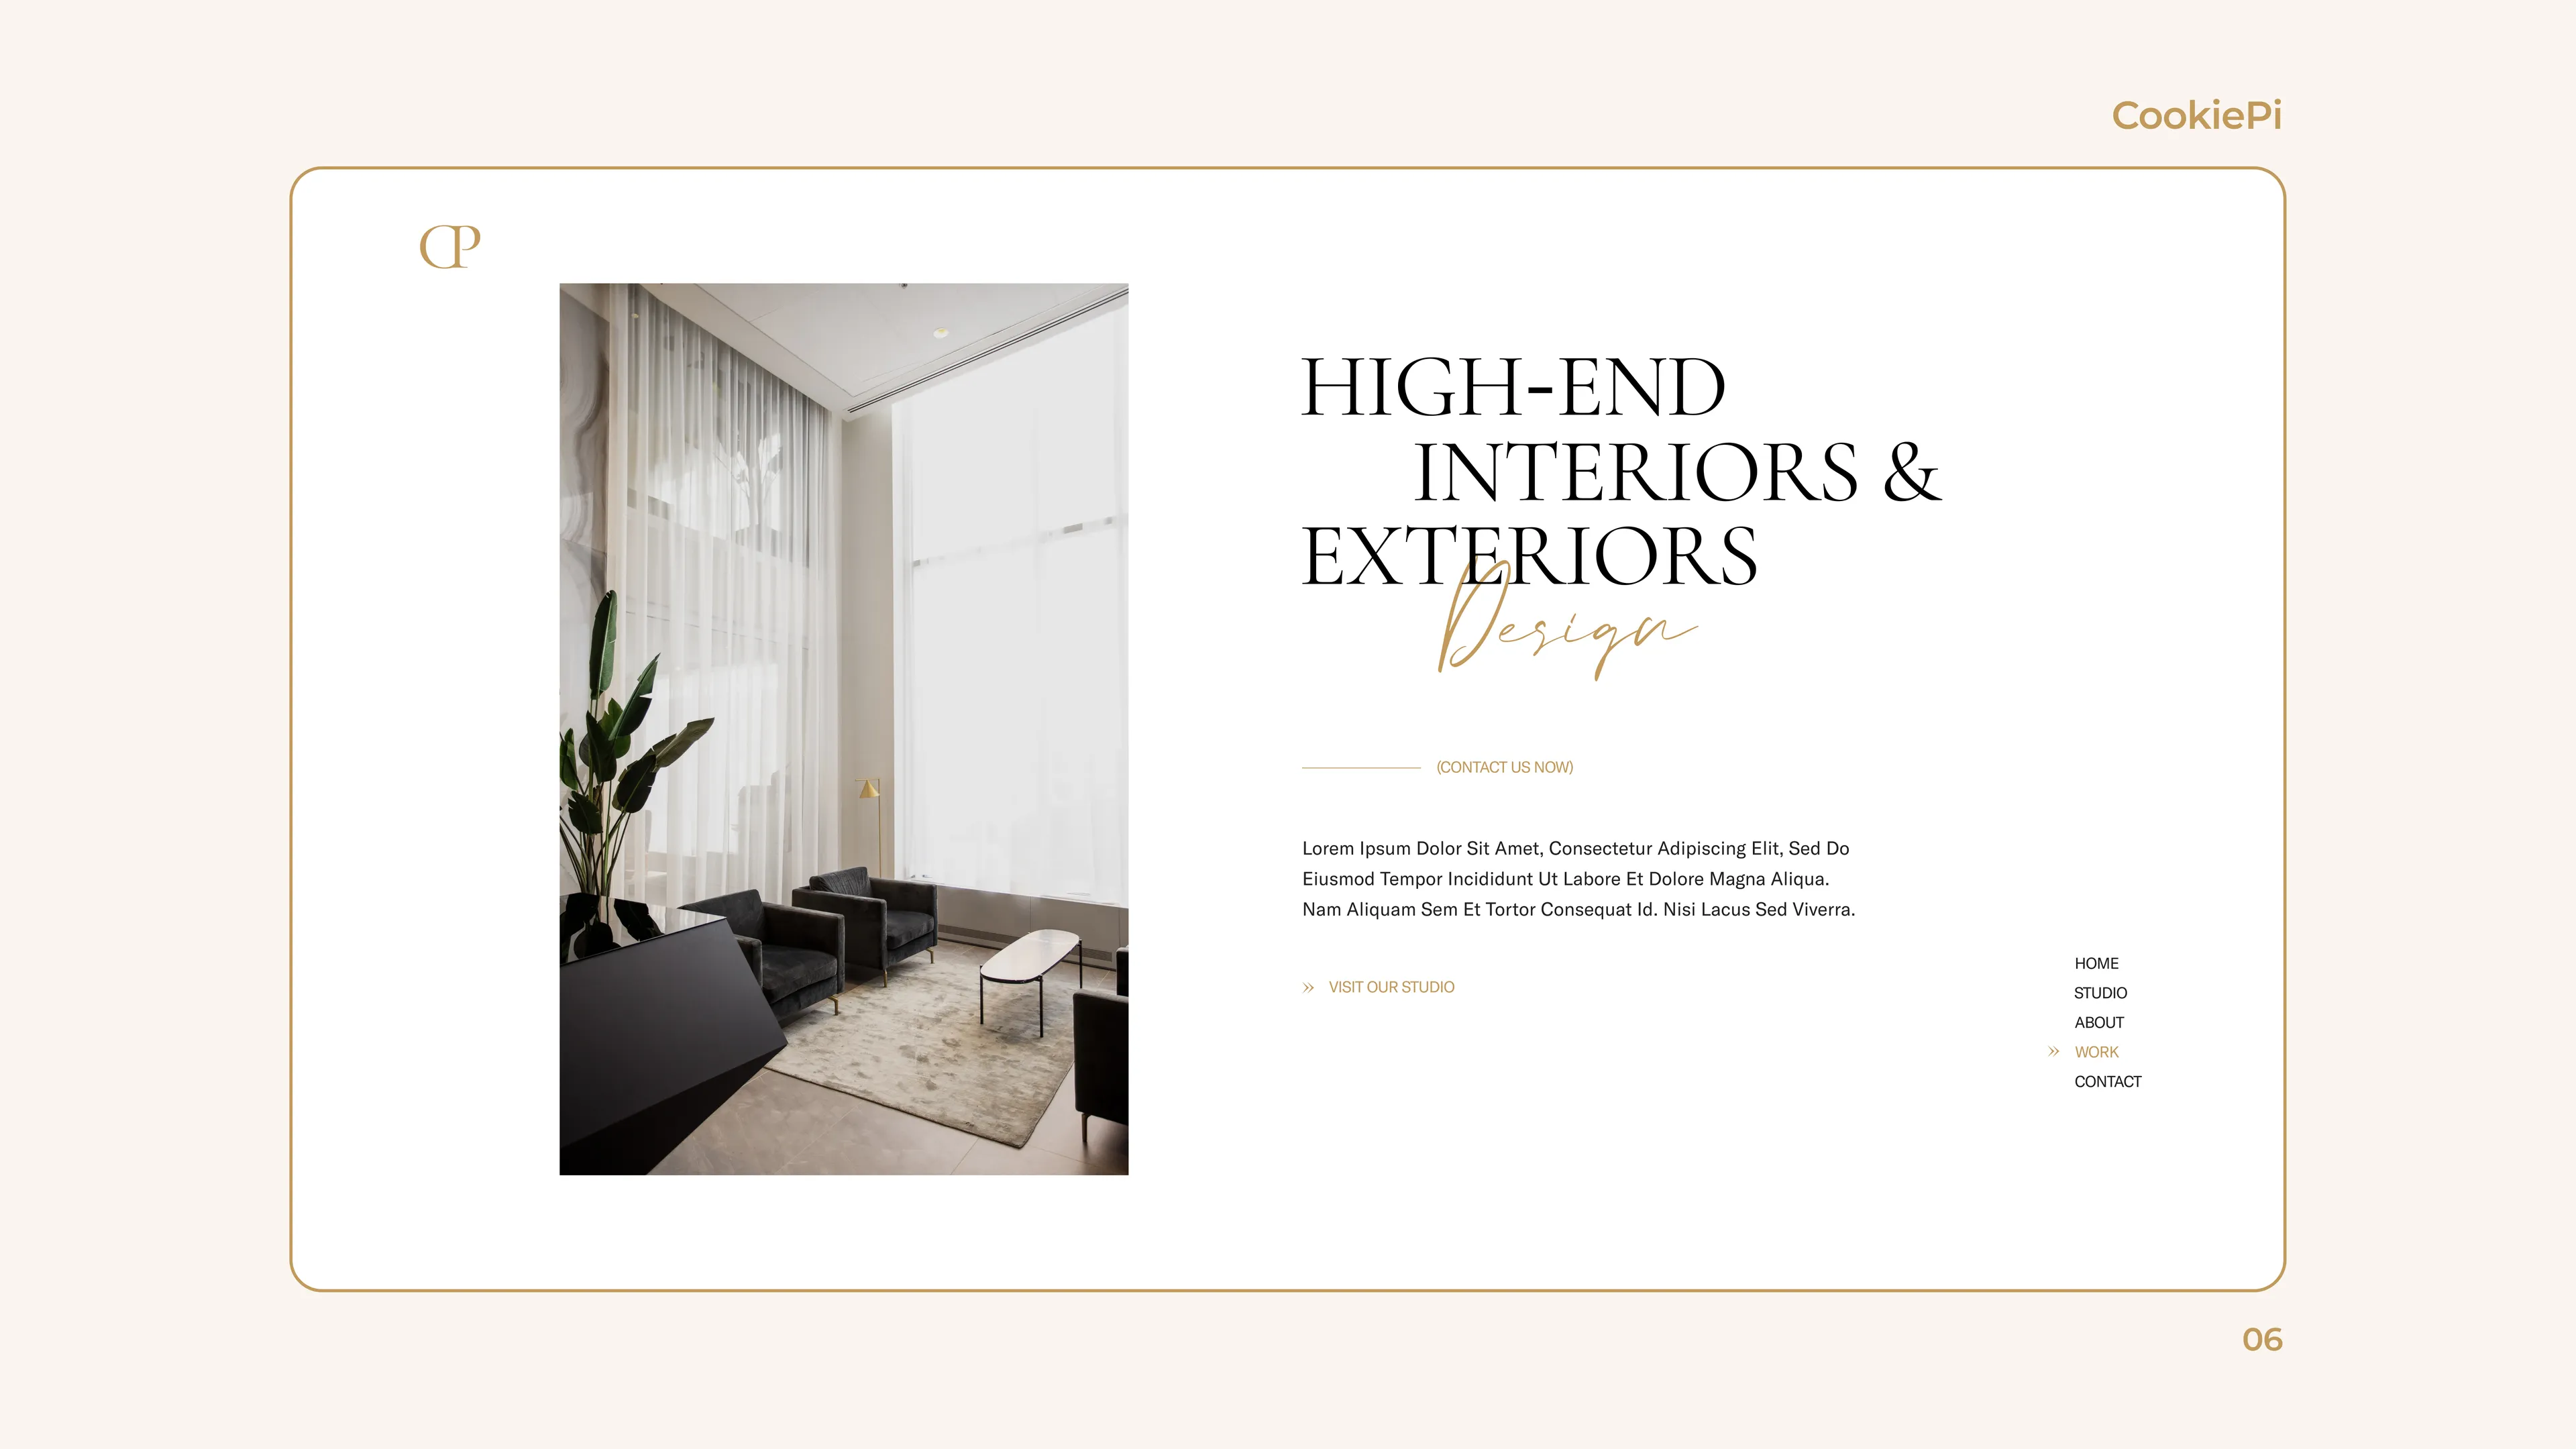 CookiePi
CP
HIGH-END
INTERIORS &
EXTERIORS
Design
(CONTACT US NOW)
Lorem Ipsum Dolor Sit Amet, Consectetur Adipiscing Elit, Sed Do
Eiusmod Tempor Incididunt Ut Labore Et Dolore Magna Aliqua.
Nam Aliquam Sem Et Tortor Consequat Id. Nisi Lacus Sed Viverra.
» VISIT OUR STUDIO
HOME
STUDIO
ABOUT
» WORK
CONTACT
06